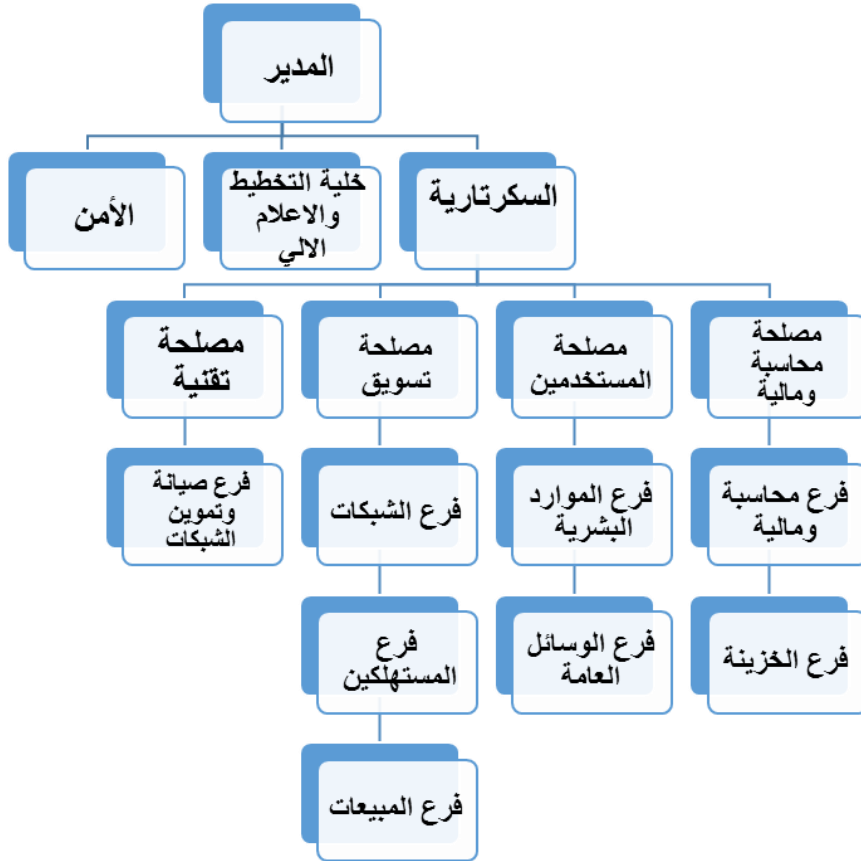 المدير
السكرتارية
خلية التخطيط
والاعلام
الالي
الأمن
مصلحة
محاسبة
ومالية
مصلحة
المستخدمين
مصلحة
تسويق
مصلحة
تقنية
فرع محاسبة
ومالية
فرع الموارد
البشرية
فرع الشبكات
فرع صيانة
وتموين
الشبكات
فرع الخزينة
فرع الوسائل
العامة
فرع
المستهلكين
فرع المبيعات